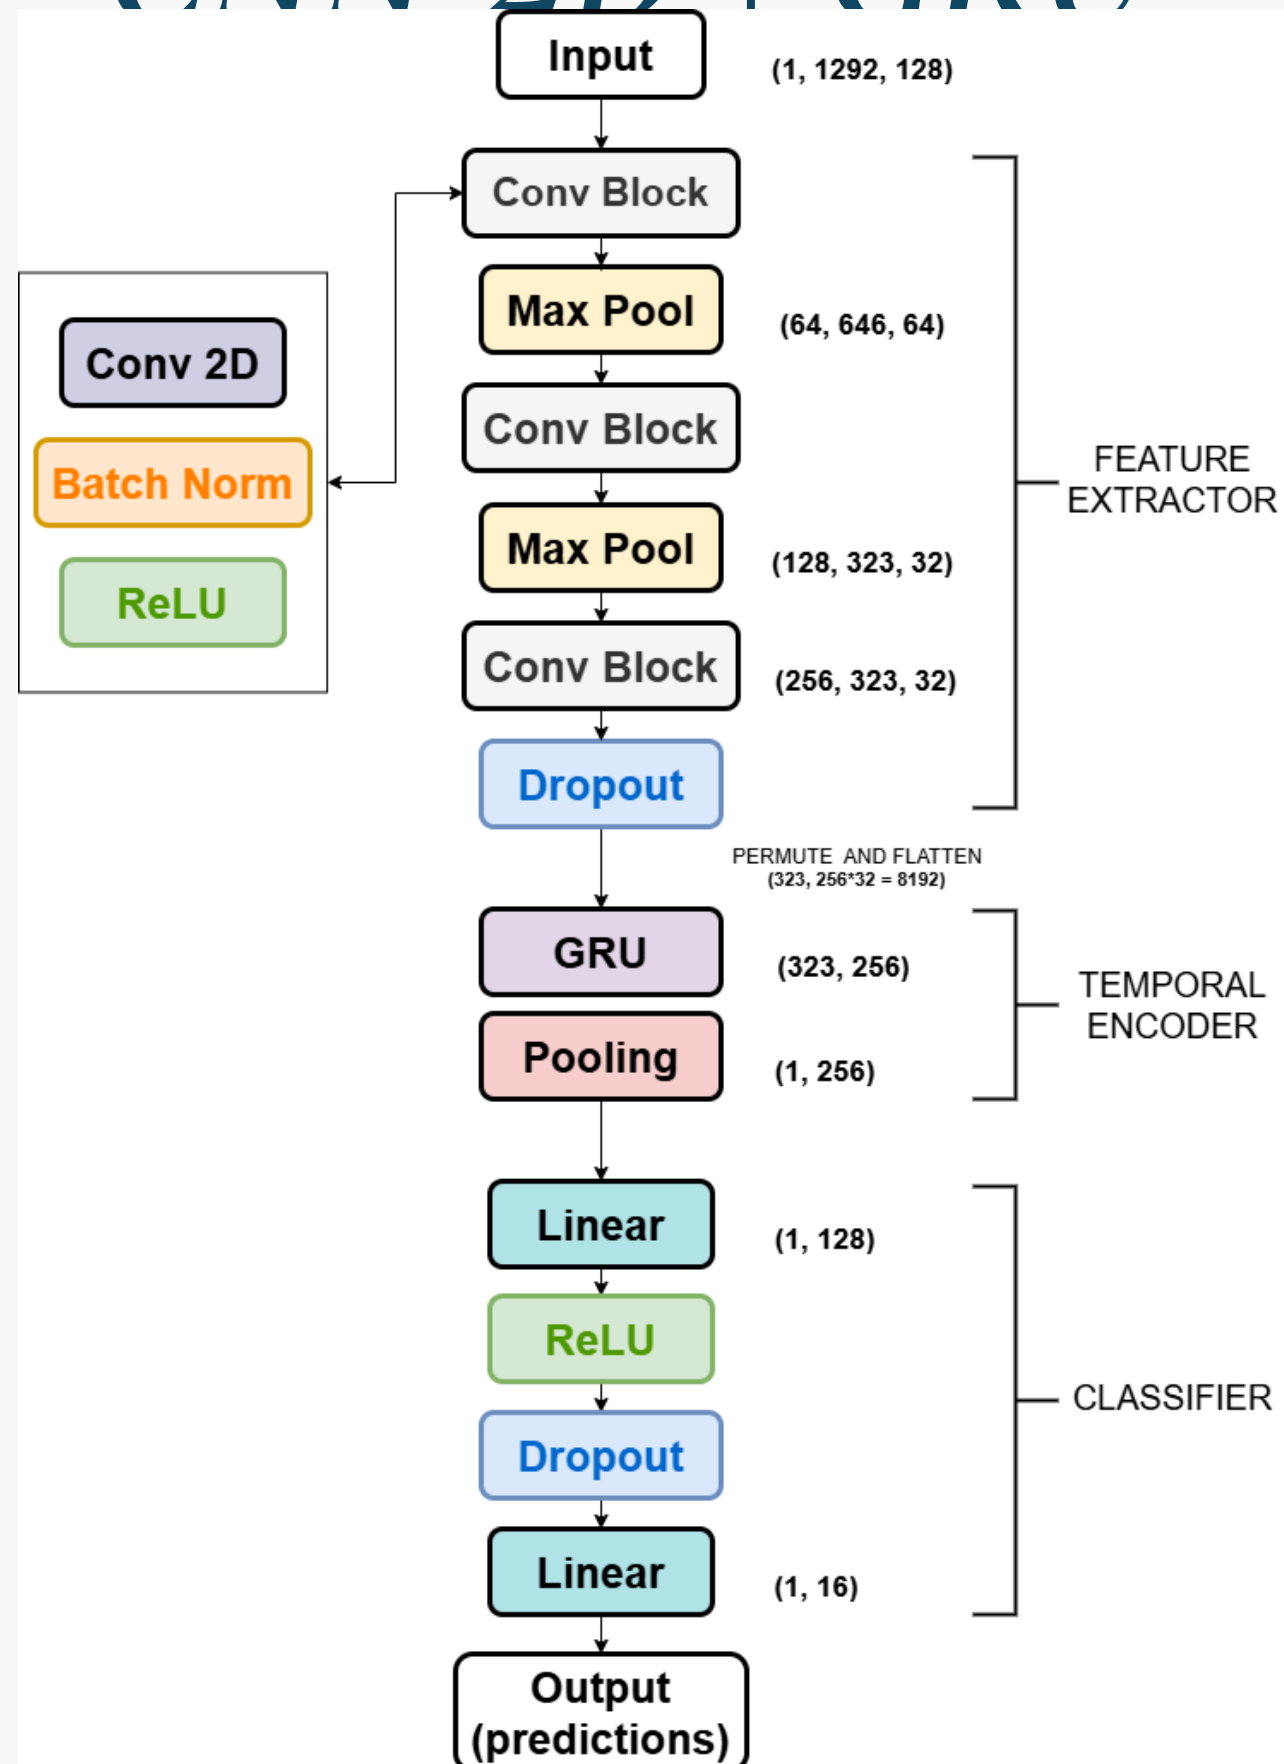 Input
(1, 1292, 128)
Conv Block
Max Pool
(64, 646, 64)
Conv 2D
Conv Block
Batch Norm
FEATURE
EXTRACTOR
Max Pool
(128, 323, 32)
ReLU
Conv Block
(256, 323, 32)
Dropout
PERMUTE AND FLATTEN
(323, 256*32 = 8192)
GRU
(323, 256)
TEMPORAL
ENCODER
Pooling
(1, 256)
Linear
(1, 128)
ReLU
CLASSIFIER
Dropout
Linear
(1, 16)
Output
(predictions)